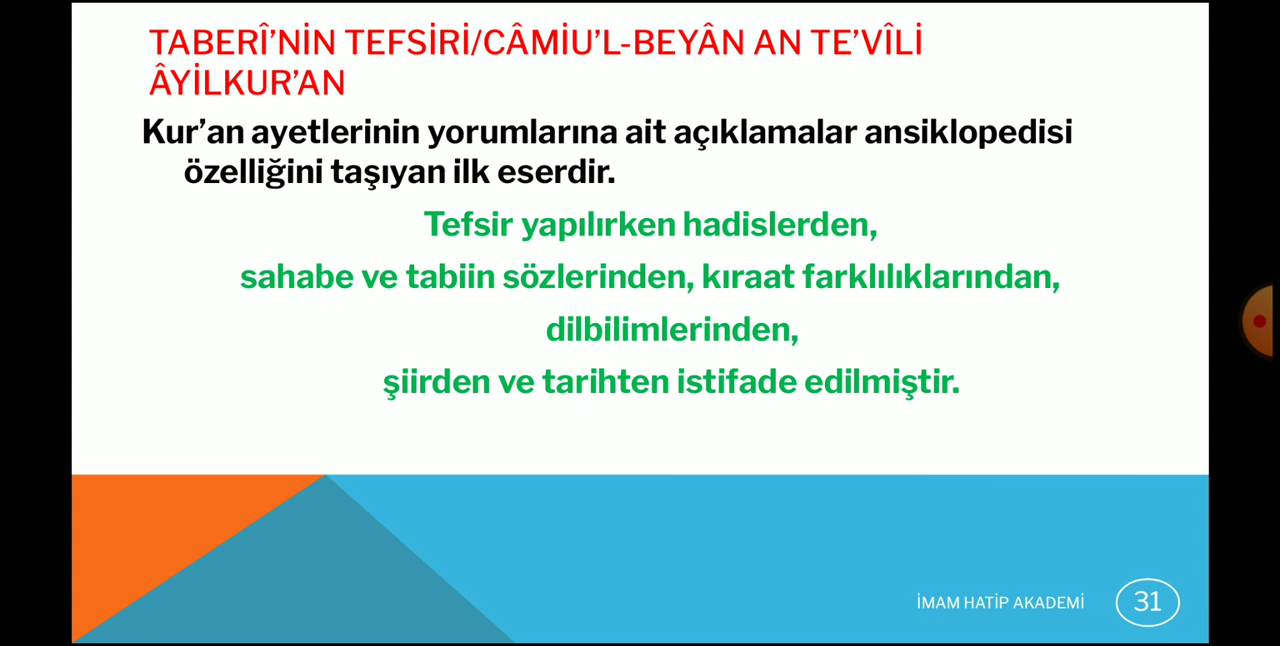 TABERÎ’NİN TEFSİRİ/CÂMİU’L-BEYÂN AN TE’VÎLİ
ÂYİLKUR’AN
Kur’an ayetlerinin yorumlarına ait açıklamalar ansiklopedisi
özelliğini taşıyan ilk eserdir.
Tefsir yapılırken hadislerden,
sahabe ve tabiin sözlerinden, kıraat farklılıklarından,
dilbilimlerinden,
şiirden ve tarihten istifade edilmiştir.
İMAM HATİP AKADEMİ
31